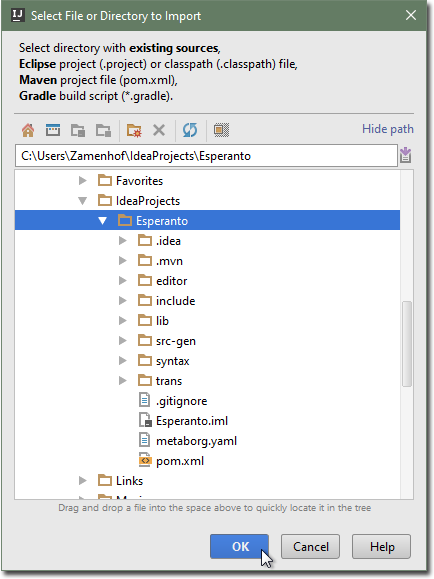 IJ Select File or Directory to Import
Select directory with existing sources,
Eclipse project (.project) or classpath (.classpath) file,
Maven project file (pom.xml),
Gradle build script (*.gradle).
Hide path
C:\Users\Zamenhof\IdeaProjects\Esperanto
Favorites
IdeaProjects
Esperanto
.idea
.mvn
editor
include
lib
src-gen
syntax
trans
.gitignore
Esperanto.iml
metaborg.yaml
pom.xml
Links
Drag and drop a file into the space above to quickly locate it in the tree
OK Cancel Help